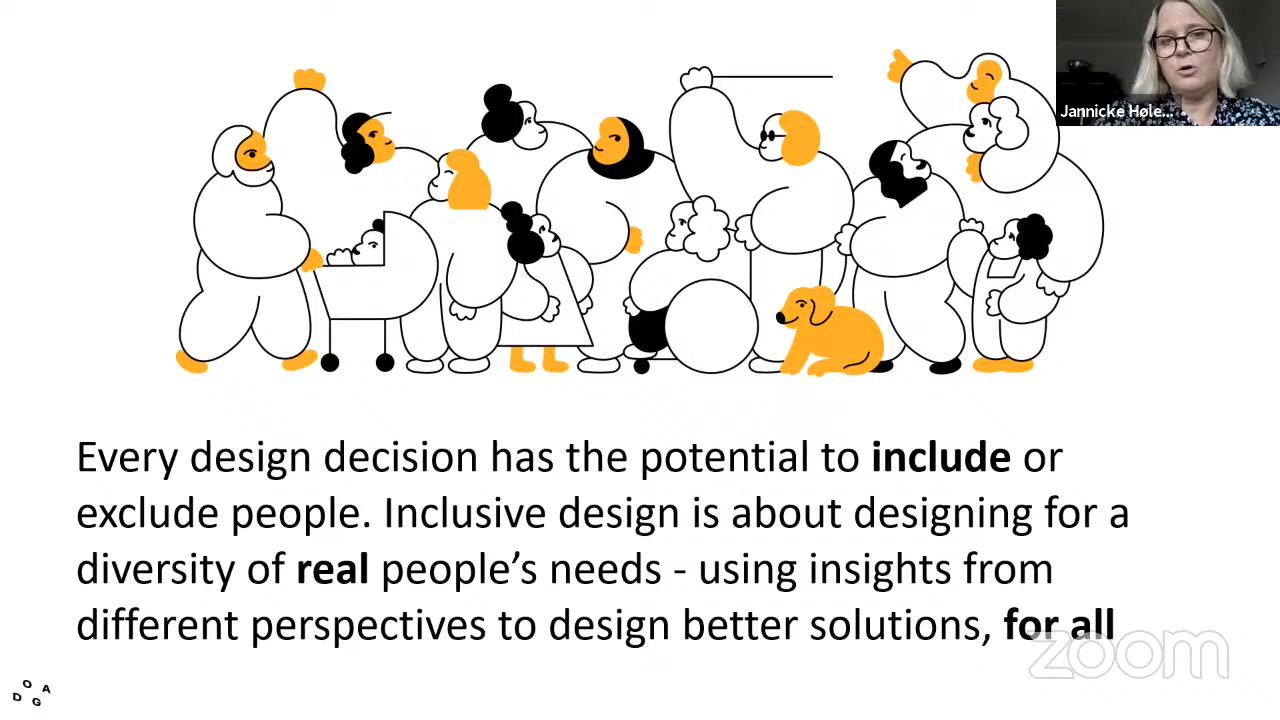 Jannicke Høle...
Every design decision has the potential to include or
exclude people. Inclusive design is about designing for a
diversity of real people’s needs - using insights from
different perspectives to design better solutions, for all
zoom
DOGA